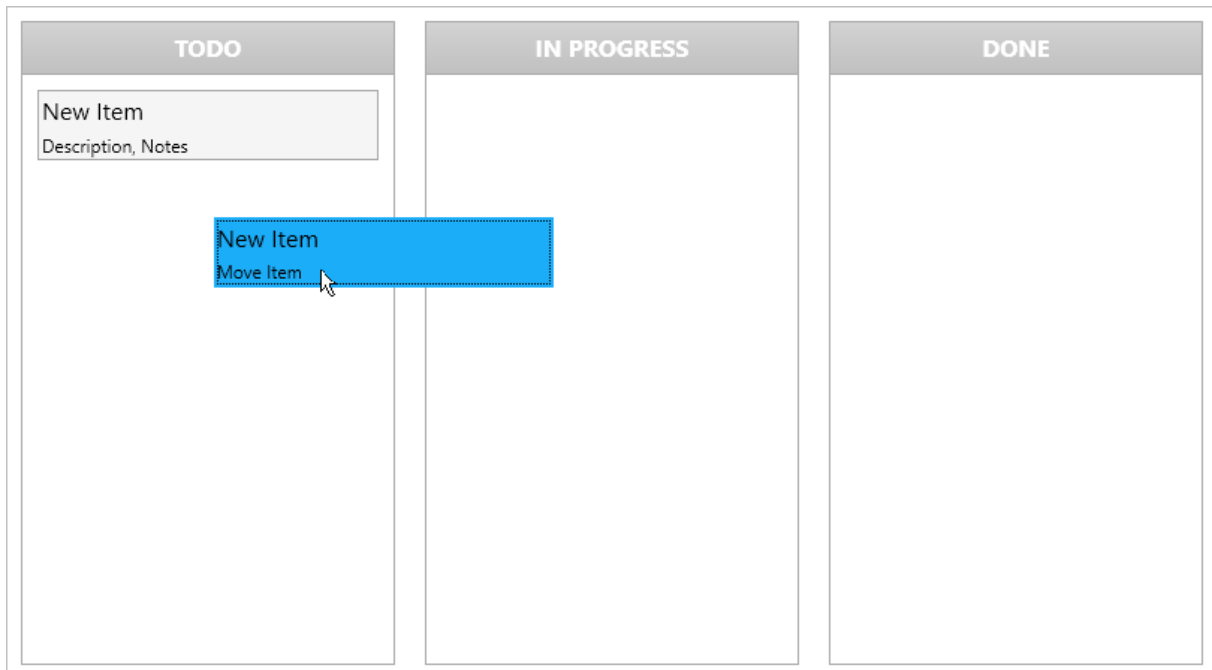 TODO
IN PROGRESS
DONE
New Item
Description, Notes
New Item
Move Item